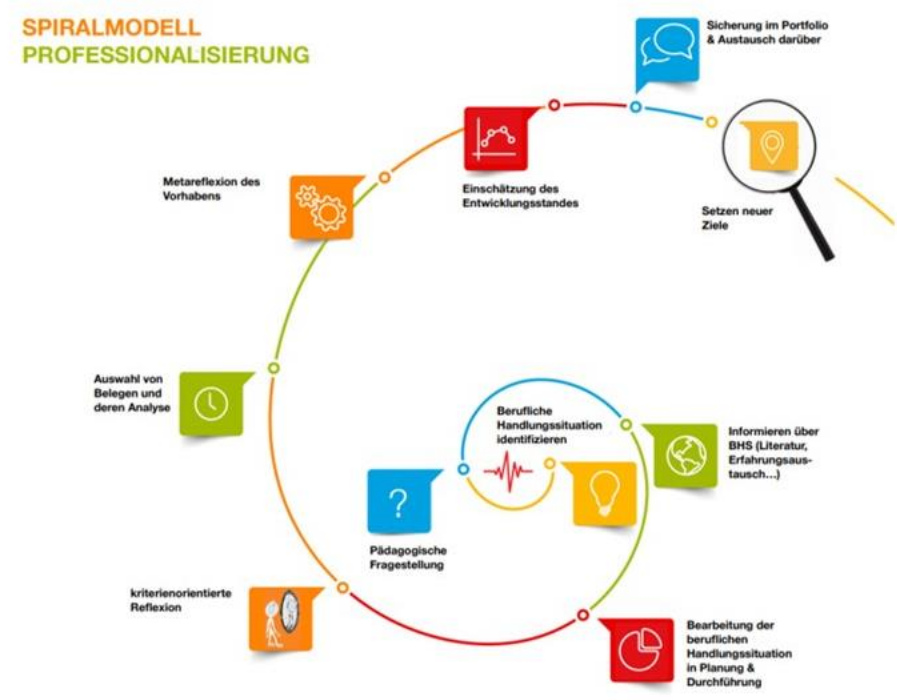 SPIRALMODELL
PROFESSIONALISIERUNG
Sicherung im Portfolio
& Austausch darüber
Setzen neuer
Ziele
Einschätzung des
Entwicklungsstandes
Metareflexion des
Vorhabens
Auswahl von
Belegen und
deren Analyse
Berufliche
Handlungssituation
identifizieren
?
Pädagogische
Fragestellung
Informieren über
BHS (Literatur,
Erfahrungsaus-
tausch...)
kriterienorientierte
Reflexion
Bearbeitung der
beruflichen
Handlungssituation
in Planung &
Durchführung